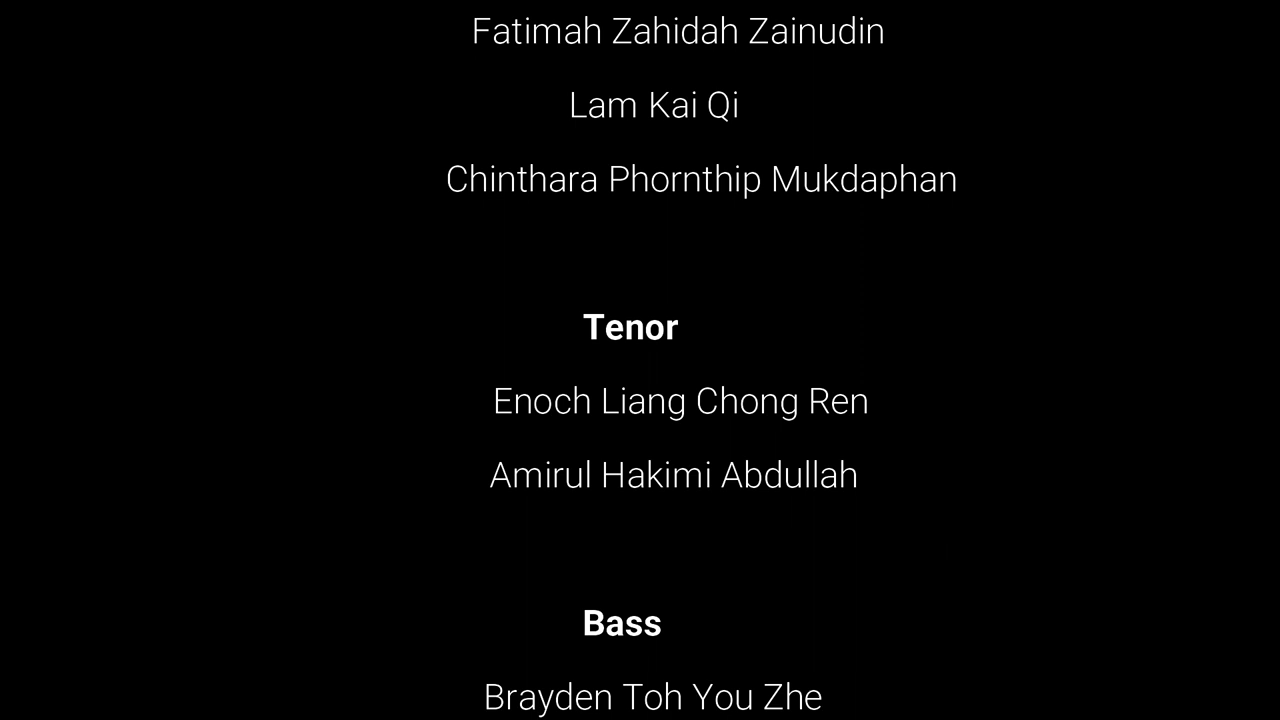 Fatimah Zahidah Zainudin
Lam Kai Qi
Chinthara Phornthip Mukdaphan
Tenor
Enoch Liang Chong Ren
Amirul Hakimi Abdullah
Bass
Brayden Toh You Zhe